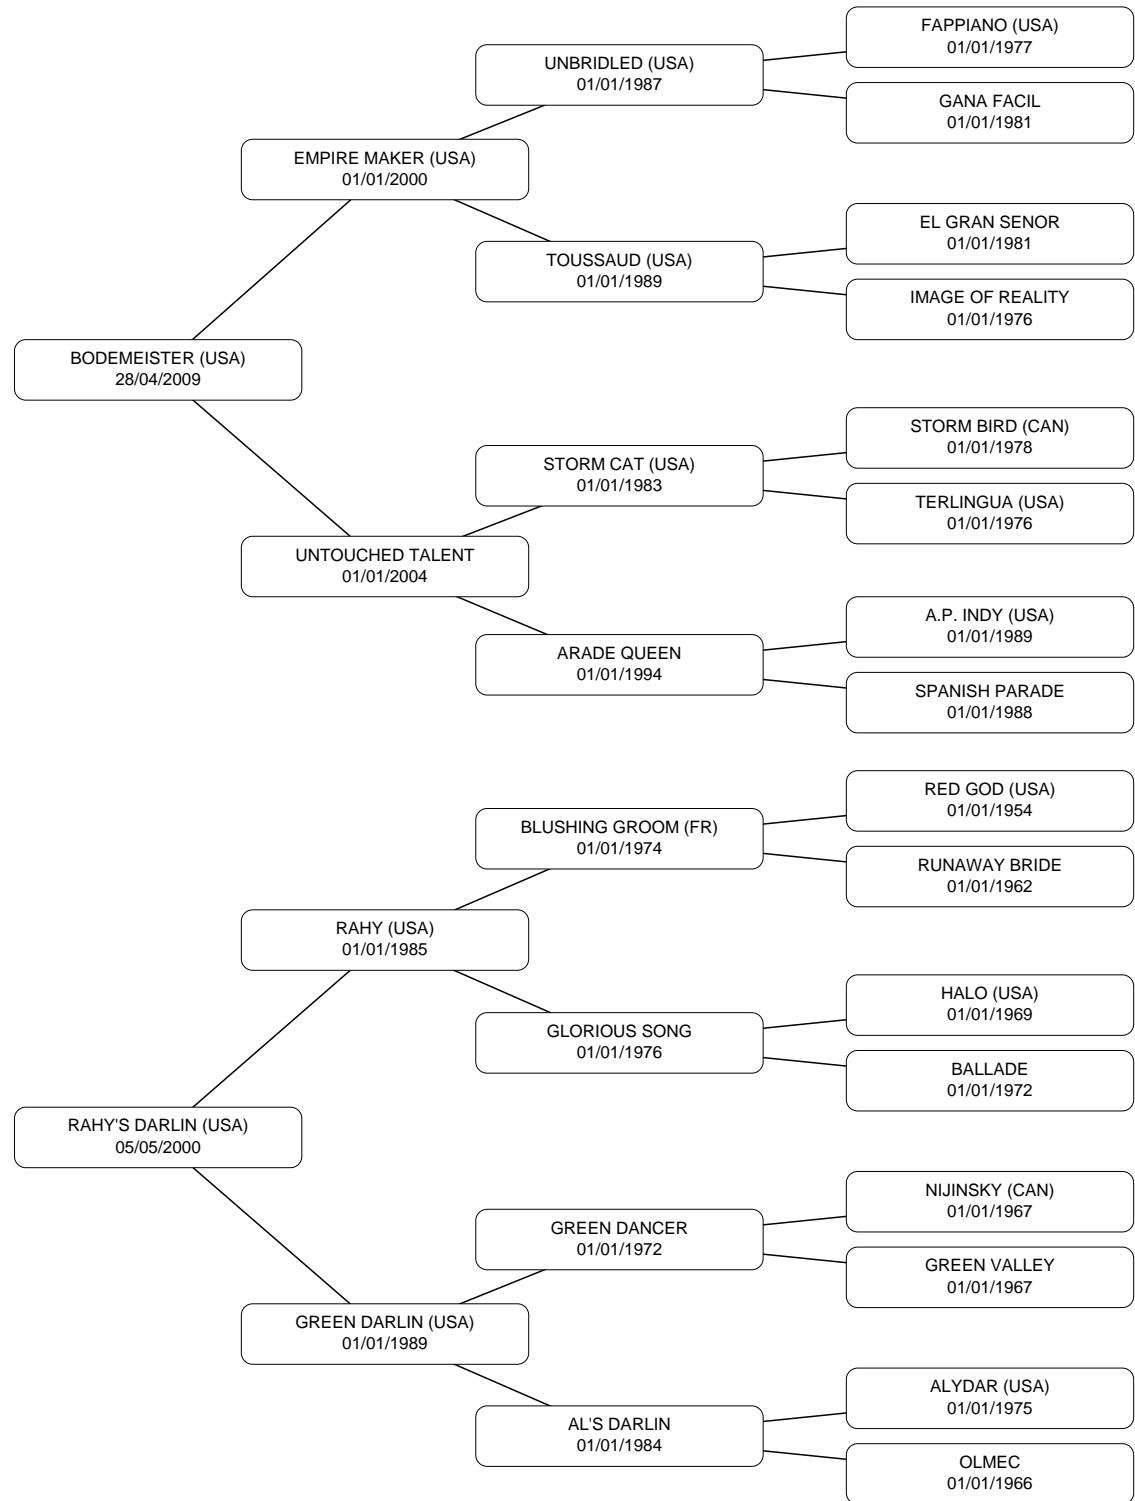 FAPPIANO (USA)
01/01/1977
UNBRIDLED (USA)
01/01/1987
GANA FACIL
01/01/1981
EMPIRE MAKER (USA)
01/01/2000
EL GRAN SENOR
01/01/1981
TOUSSAUD (USA)
01/01/1989
IMAGE OF REALITY
01/01/1976
BODEMEISTER (USA)
28/04/2009
STORM BIRD (CAN)
01/01/1978
STORM CAT (USA)
01/01/1983
TERLINGUA (USA)
01/01/1976
UNTOUCHED TALENT
01/01/2004
A.P. INDY (USA)
01/01/1989
ARADE QUEEN
01/01/1994
SPANISH PARADE
01/01/1988
RED GOD (USA)
01/01/1954
BLUSHING GROOM (FR)
01/01/1974
RUNAWAY BRIDE
01/01/1962
RAHY (USA)
01/01/1985
HALO (USA)
01/01/1969
GLORIOUS SONG
01/01/1976
BALLADE
01/01/1972
RAHY'S DARLIN (USA)
05/05/2000
NIJINSKY (CAN)
01/01/1967
GREEN DANCER
01/01/1972
GREEN VALLEY
01/01/1967
GREEN DARLIN (USA)
01/01/1989
ALYDAR (USA)
01/01/1975
AL'S DARLIN
01/01/1984
OLMEC
01/01/1966